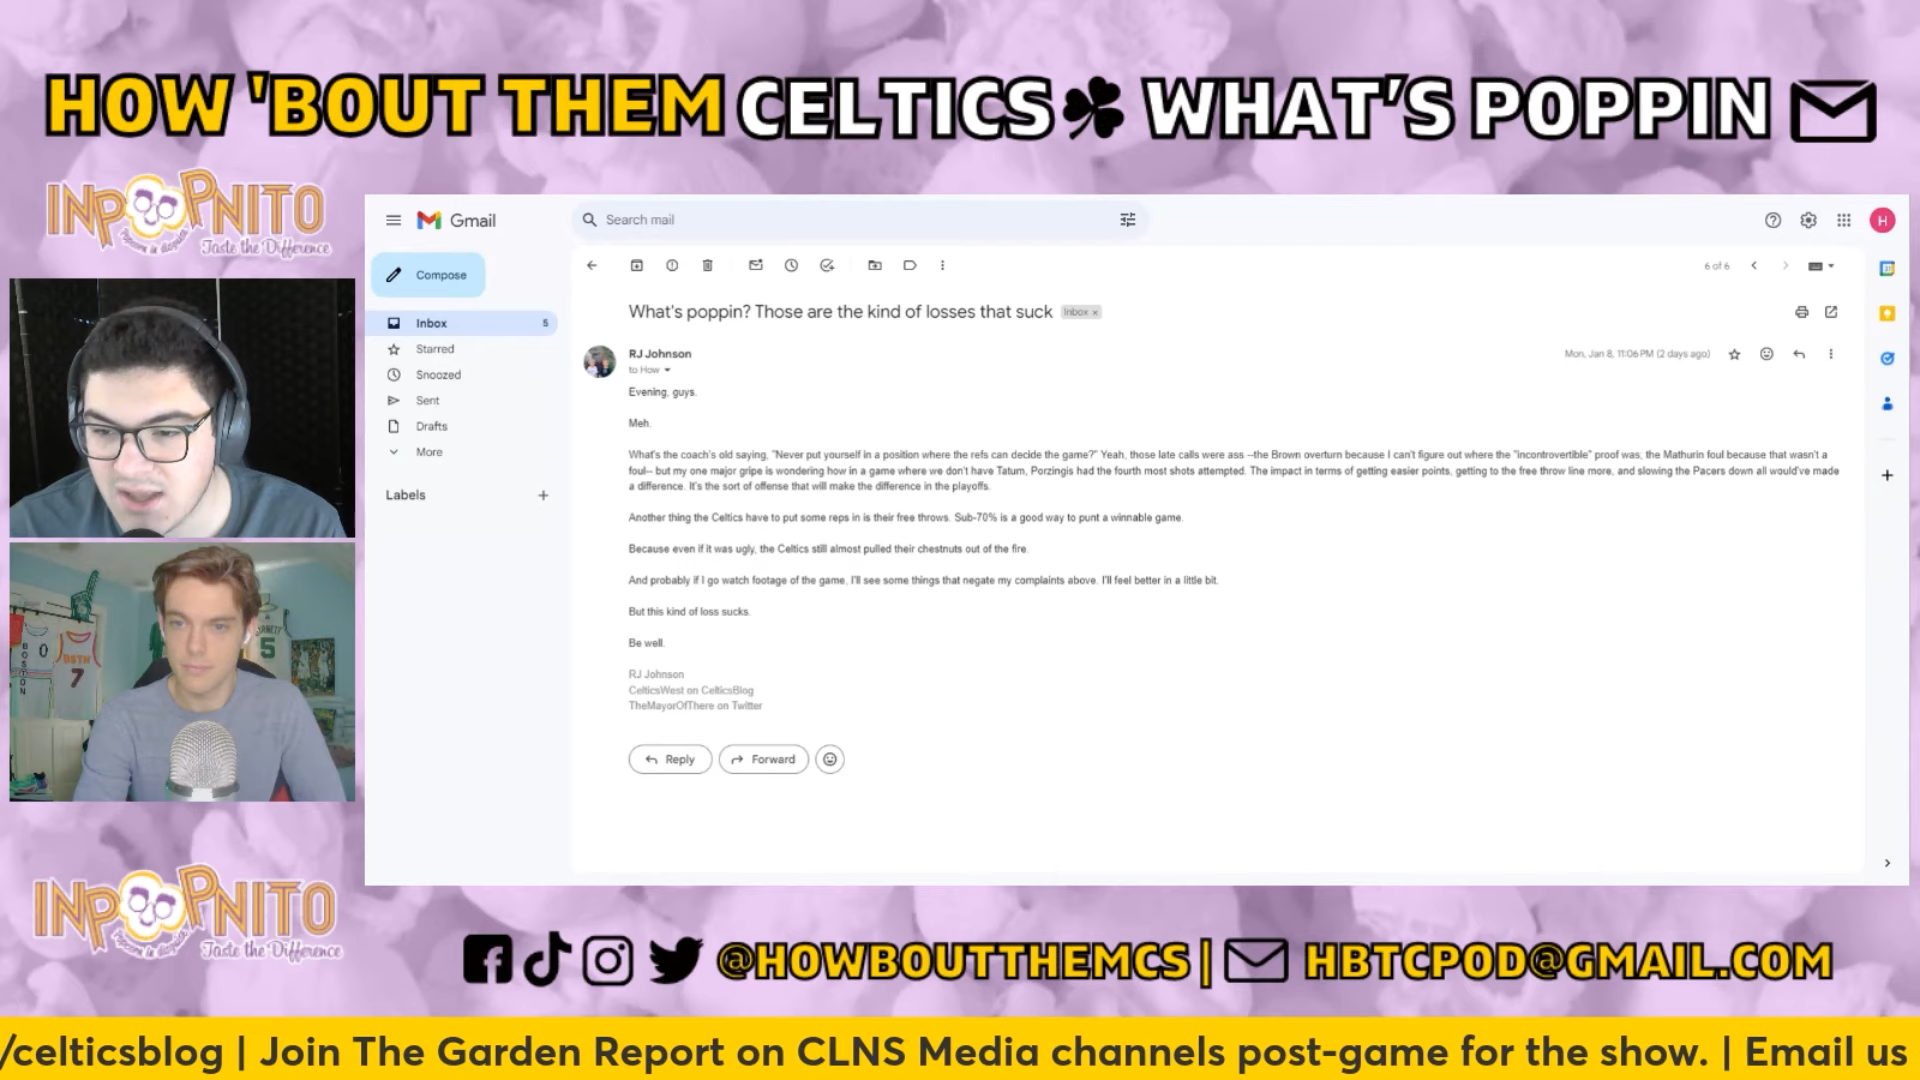 HOW 'BOUT THEM CELTICS WHAT'S POPPIN
INPOPNITO
Taste the Difference
Gmail
Search mail
H
Compose
6 of 6
Inbox 5
Starred
Snoozed
Sent
Drafts
More
Labels
What's poppin? Those are the kind of losses that suck Inbox x
RJ Johnson
Mon, Jan 8, 11:06 PM (2 days ago)
to How
Evening, guys.
Meh.
What's the coach's old saying, "Never put yourself in a position where the refs can decide the game?" Yeah, those late calls were ass --the Brown overturn because I can't figure out where the "incontrovertible" proof was, the Mathurin foul because that wasn't a
foul-- but my one major gripe is wondering how in a game where we don't have Tatum, Porzingis had the fourth most shots attempted. The impact in terms of getting easier points, getting to the free throw line more, and slowing the Pacers down all would've made
a difference. It's the sort of offense that will make the difference in the playoffs.
Another thing the Celtics have to put some reps in is their free throws. Sub-70% is a good way to punt a winnable game.
Because even if it was ugly, the Celtics still almost pulled their chestnuts out of the fire.
And probably if I go watch footage of the game, I'll see some things that negate my complaints above. I'll feel better in a little bit.
But this kind of loss sucks.
Be well.
RJ Johnson
CelticsWest on CelticsBlog
TheMayorOfThere on Twitter
Reply
Forward
BOSTON
0
BSTN
7
5
INPOPNITO
Taste the Difference
@HOWBOUTTHEMCS | HBTCPOD@GMAIL.COM
/celticsblog | Join The Garden Report on CLNS Media channels post-game for the show. | Email us